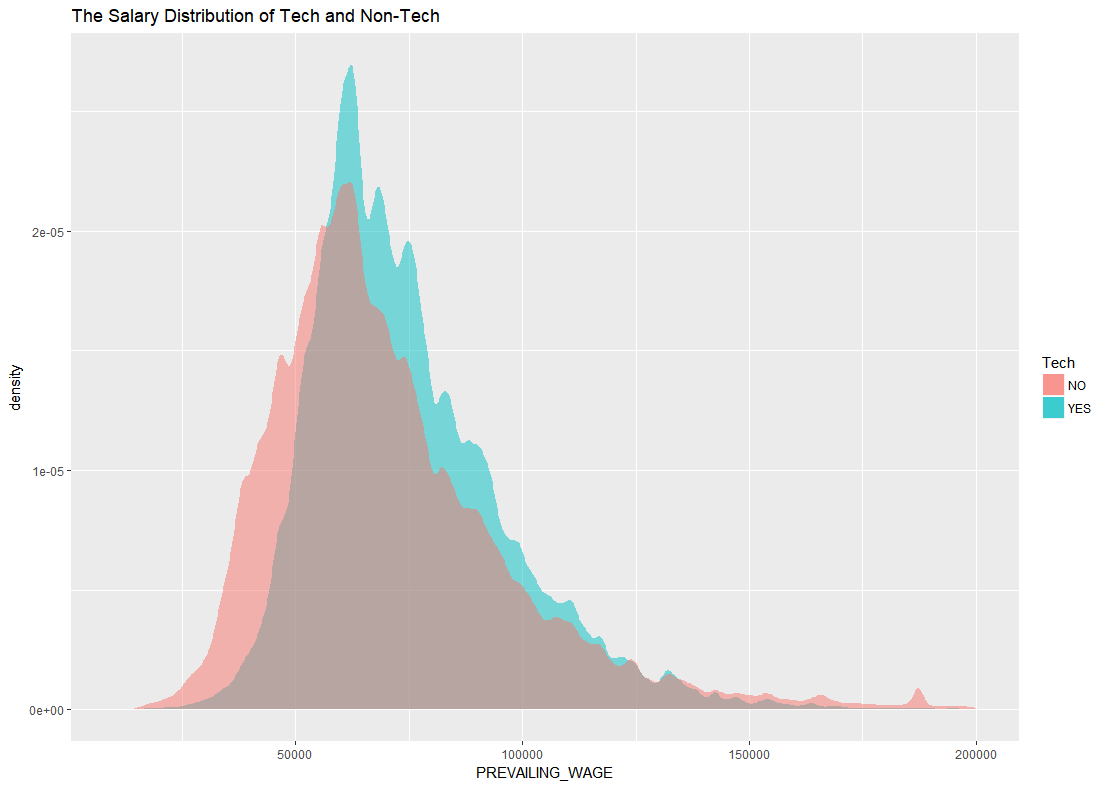 The Salary Distribution of Tech and Non-Tech
density
2e-05
1e-05
0e+00
50000
100000
150000
200000
PREVAILING_WAGE
Tech
NO
YES